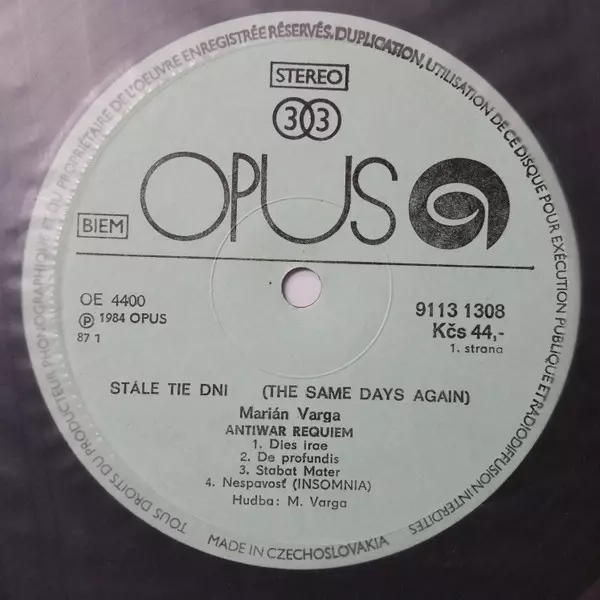 TOUS DROITS DU PRODUCTEUR PHONOGRAPHIQUE ET DU PROPRIÉTAIRE DE L'OEUVRE ENREGISTRÉE RÉSERVÉS. DUPLICATION, UTILISATION DE CE DISQUE POUR EXÉCUTION PUBLIQUE ET RADIODIFFUSION INTERDITES
STEREO
33
OPUS
BIEM
OE 4400
9113 1308
Ⓟ 1984 OPUS
Kčs 44,-
87 1
1. strana
STÁLE TIE DNI (THE SAME DAYS AGAIN)
Marián Varga
ANTIWAR REQUIEM
1. Dies irae
2. De profundis
3. Stabat Mater
4. Nespavosť (INSOMNIA)
Hudba: M. Varga
MADE IN CZECHOSLOVAKIA